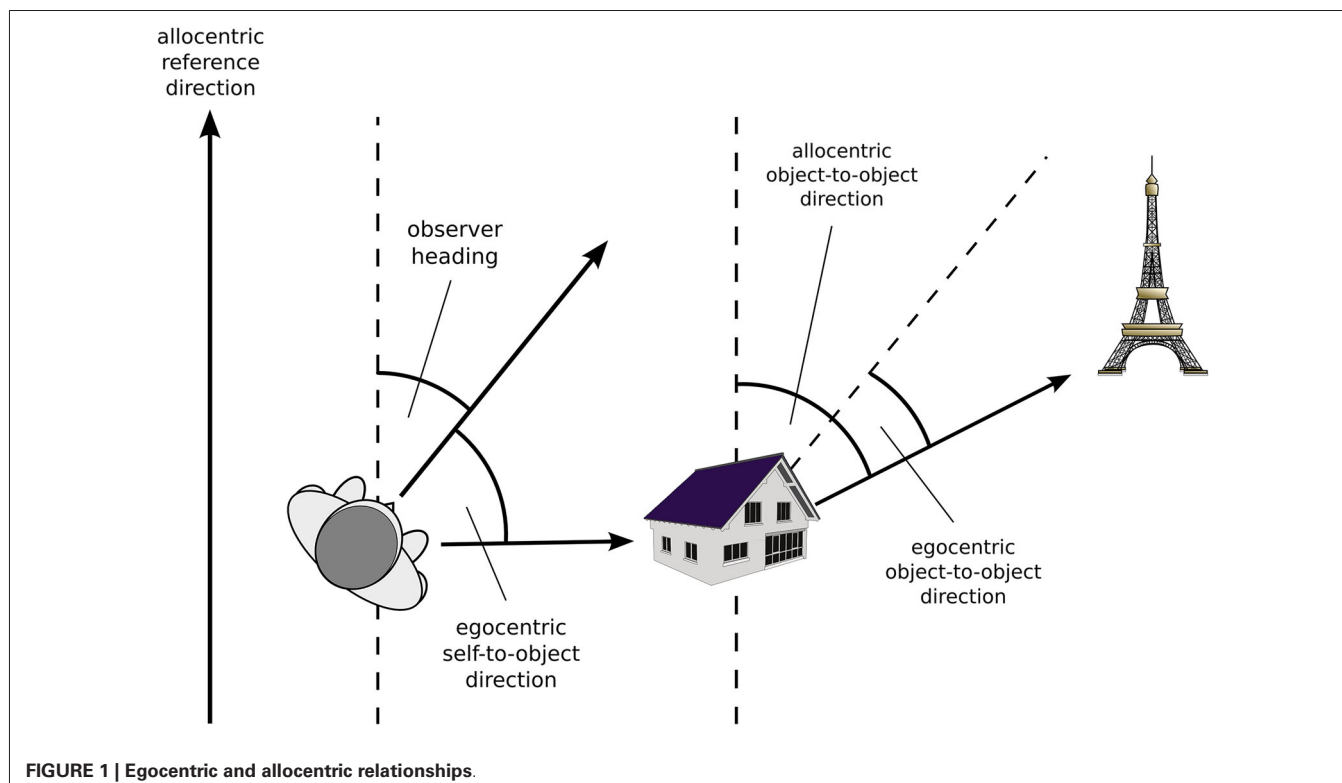 allocentric
reference
direction
observer
heading
allocentric
object-to-object
direction
egocentric
self-to-object
direction
egocentric
object-to-object
direction
FIGURE 1 | Egocentric and allocentric relationships.